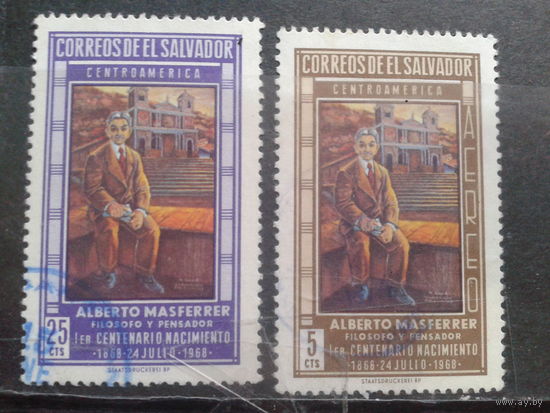 CORREOS DE EL SALVADOR
CENTROAMERICA
25
CTS
ALBERTO MASFERRER
FILOSOFO Y PENSADOR
1ER CENTENARIO NACIMIENTO
·1868·24 JULIO·1968·
STAATSDRUCKEREI BP
CORREOS DE EL SALVADOR
CENTROAMERICA
AEREO
5
CTS
ALBERTO MASFERRER
FILOSOFO Y PENSADOR
1ER CENTENARIO NACIMIENTO
·1868·24 JULIO·1968·
STAATSDRUCKEREI BP
www.ay.by